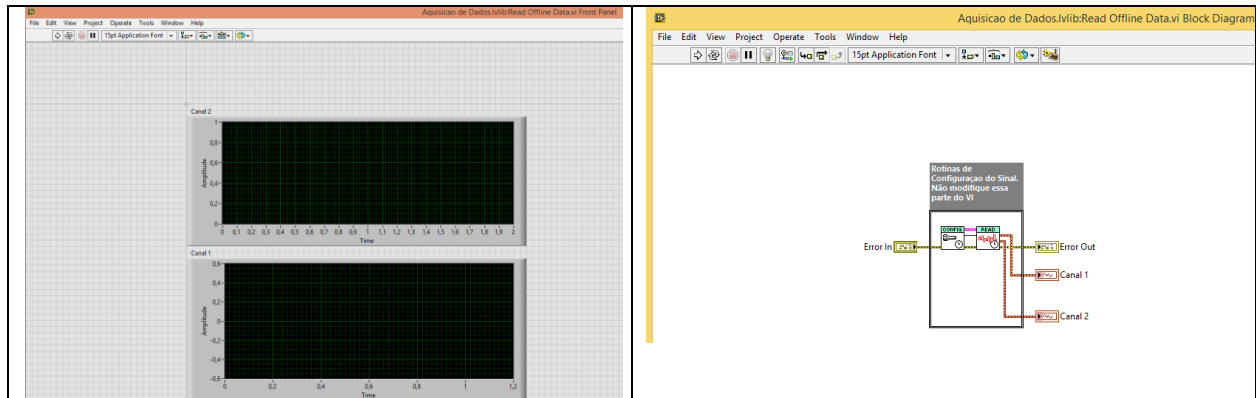 Aquisicao de Dados.lvlib:Read Offline Data.vi Front Panel
File Edit View Project Operate Tools Window Help
15pt Application Font
Canal 2
Amplitude
1
0,8
0,6
0,4
0,2
0
0 0,1 0,2 0,3 0,4 0,5 0,6 0,7 0,8 0,9 1 1,1 1,2 1,3 1,4 1,5 1,6 1,7 1,8 1,9 2
Time
Canal 1
Amplitude
0,6
0,4
0,2
0
-0,2
-0,4
-0,6
0 0,2 0,4 0,6 0,8 1 1,2
Time
Aquisicao de Dados.lvlib:Read Offline Data.vi Block Diagram
File Edit View Project Operate Tools Window Help
15pt Application Font
Rotinas de
Configuraçao do Sinal.
Não modifique essa
parte do VI
CONFIG READ
Error In
Error Out
Canal 1
Canal 2